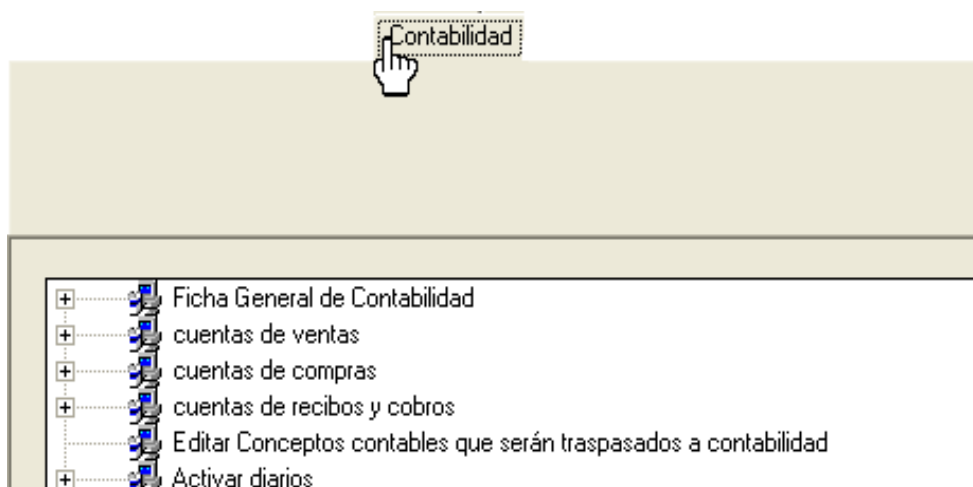 Contabilidad
Ficha General de Contabilidad
cuentas de ventas
cuentas de compras
cuentas de recibos y cobros
Editar Conceptos contables que serán traspasados a contabilidad
Activar diarios